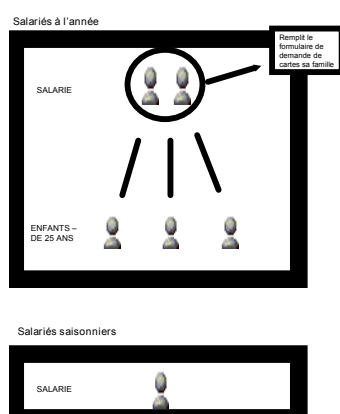 Salariés à l'année
Remplit le
formulaire de
demande de
cartes sa famille
SALARIE
ENFANTS –
DE 25 ANS
Salariés saisonniers
SALARIE